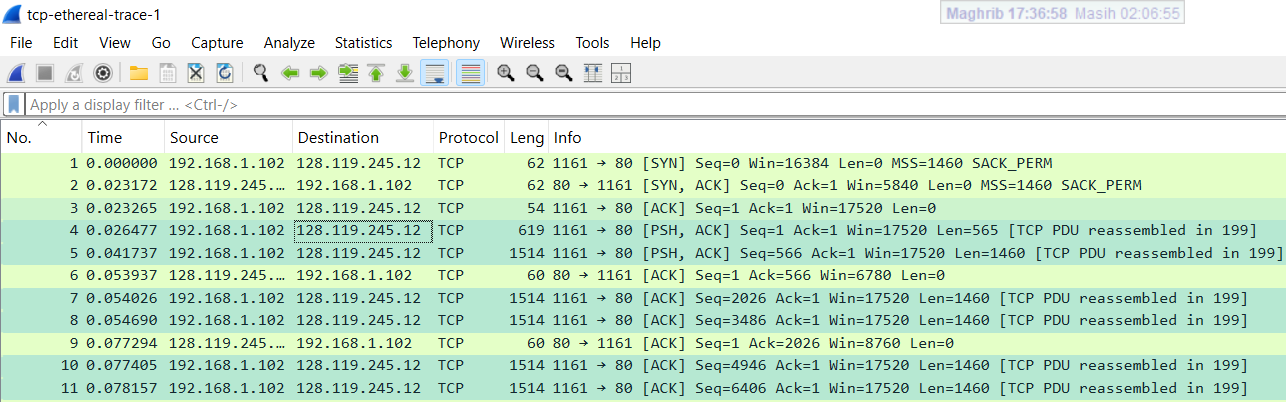 tcp-ethereal-trace-1
Maghrib 17:36:58 Masih 02:06:55
File Edit View Go Capture Analyze Statistics Telephony Wireless Tools Help
Apply a display filter ... <Ctrl-/>
No. Time Source Destination Protocol Leng Info
1 0.000000 192.168.1.102 128.119.245.12 TCP 62 1161 → 80 [SYN] Seq=0 Win=16384 Len=0 MSS=1460 SACK_PERM
2 0.023172 128.119.245.… 192.168.1.102 TCP 62 80 → 1161 [SYN, ACK] Seq=0 Ack=1 Win=5840 Len=0 MSS=1460 SACK_PERM
3 0.023265 192.168.1.102 128.119.245.12 TCP 54 1161 → 80 [ACK] Seq=1 Ack=1 Win=17520 Len=0
4 0.026477 192.168.1.102 128.119.245.12 TCP 619 1161 → 80 [PSH, ACK] Seq=1 Ack=1 Win=17520 Len=565 [TCP PDU reassembled in 199]
5 0.041737 192.168.1.102 128.119.245.12 TCP 1514 1161 → 80 [PSH, ACK] Seq=566 Ack=1 Win=17520 Len=1460 [TCP PDU reassembled in 199]
6 0.053937 128.119.245.… 192.168.1.102 TCP 60 80 → 1161 [ACK] Seq=1 Ack=566 Win=6780 Len=0
7 0.054026 192.168.1.102 128.119.245.12 TCP 1514 1161 → 80 [ACK] Seq=2026 Ack=1 Win=17520 Len=1460 [TCP PDU reassembled in 199]
8 0.054690 192.168.1.102 128.119.245.12 TCP 1514 1161 → 80 [ACK] Seq=3486 Ack=1 Win=17520 Len=1460 [TCP PDU reassembled in 199]
9 0.077294 128.119.245.… 192.168.1.102 TCP 60 80 → 1161 [ACK] Seq=1 Ack=2026 Win=8760 Len=0
10 0.077405 192.168.1.102 128.119.245.12 TCP 1514 1161 → 80 [ACK] Seq=4946 Ack=1 Win=17520 Len=1460 [TCP PDU reassembled in 199]
11 0.078157 192.168.1.102 128.119.245.12 TCP 1514 1161 → 80 [ACK] Seq=6406 Ack=1 Win=17520 Len=1460 [TCP PDU reassembled in 199]